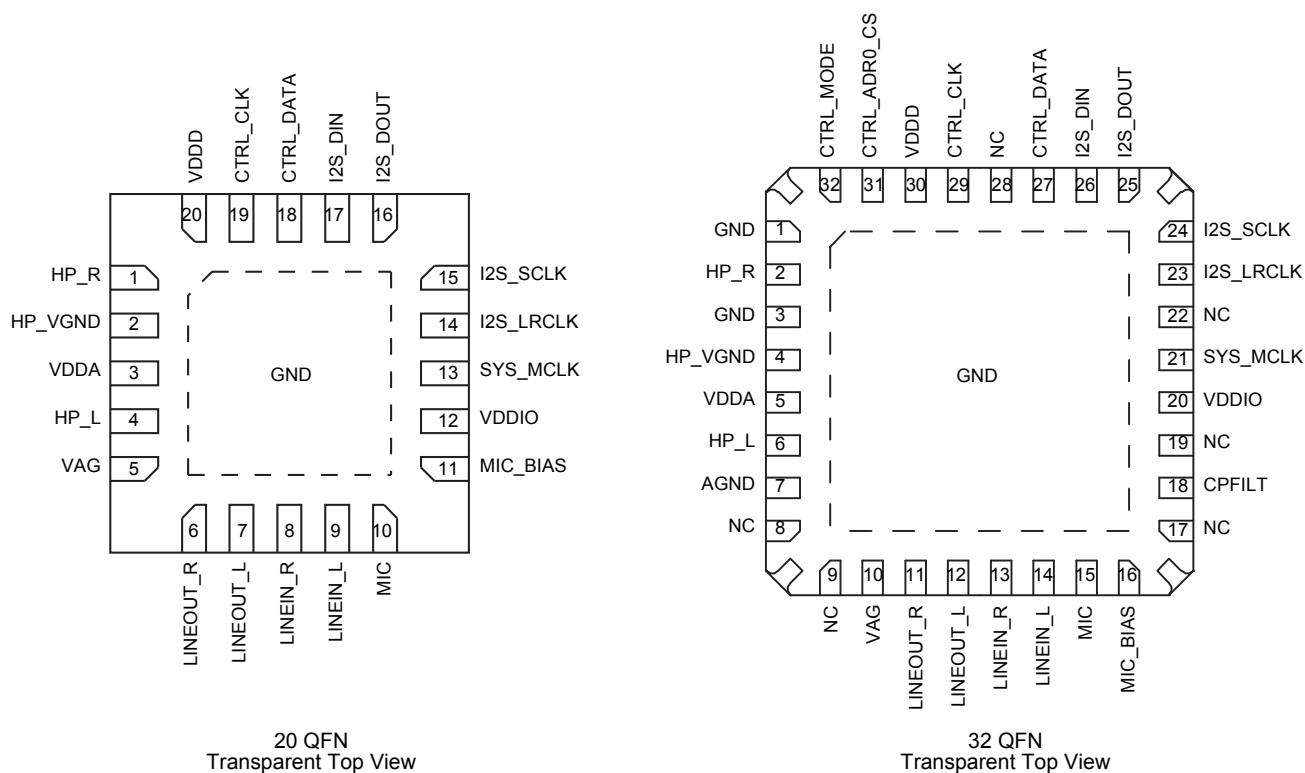 VDDD
CTRL_CLK
CTRL_DATA
I2S_DIN
I2S_DOUT
20
19
18
17
16
HP_R
1
HP_VGND
2
VDDA
3
HP_L
4
VAG
5
GND
15
I2S_SCLK
14
I2S_LRCLK
13
SYS_MCLK
12
VDDIO
11
MIC_BIAS
6
7
8
9
10
LINEOUT_R
LINEOUT_L
LINEIN_R
LINEIN_L
MIC
20 QFN
Transparent Top View
CTRL_MODE
CTRL_ADR0_CS
VDDD
CTRL_CLK
NC
CTRL_DATA
I2S_DIN
I2S_DOUT
32
31
30
29
28
27
26
25
GND
1
HP_R
2
GND
3
HP_VGND
4
VDDA
5
HP_L
6
AGND
7
NC
8
GND
24
I2S_SCLK
23
I2S_LRCLK
22
NC
21
SYS_MCLK
20
VDDIO
19
NC
18
CPFILT
17
NC
9
10
11
12
13
14
15
16
NC
VAG
LINEOUT_R
LINEOUT_L
LINEIN_R
LINEIN_L
MIC
MIC_BIAS
32 QFN
Transparent Top View